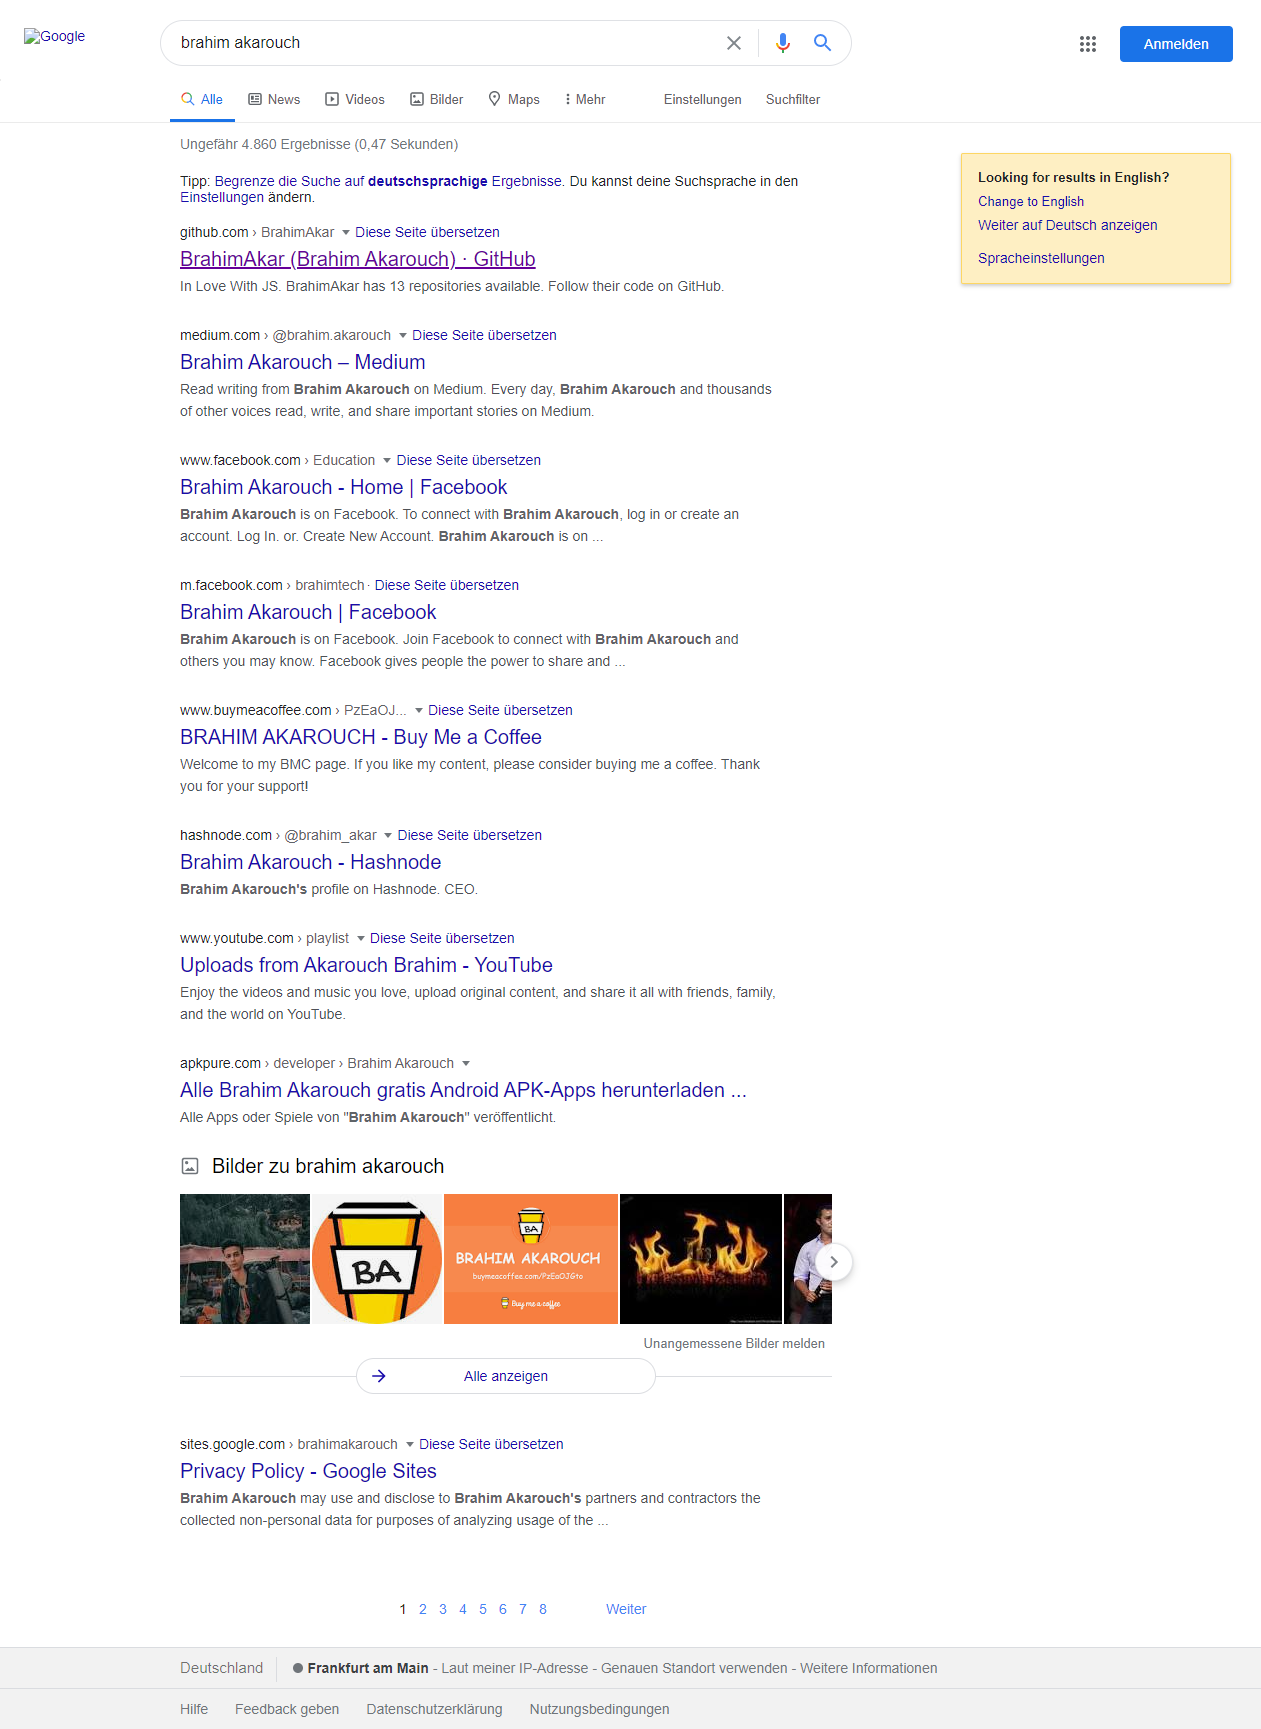 Google
brahim akarouch
Anmelden
Alle News Videos Bilder Maps Mehr Einstellungen Suchfilter
Ungefähr 4.860 Ergebnisse (0,47 Sekunden)
Tipp: Begrenze die Suche auf deutschsprachige Ergebnisse. Du kannst deine Suchsprache in den
Einstellungen ändern.
Looking for results in English?
Change to English
Weiter auf Deutsch anzeigen
Spracheinstellungen
github.com › BrahimAkar Diese Seite übersetzen
BrahimAkar (Brahim Akarouch) · GitHub
In Love With JS. BrahimAkar has 13 repositories available. Follow their code on GitHub.
medium.com › @brahim.akarouch Diese Seite übersetzen
Brahim Akarouch – Medium
Read writing from Brahim Akarouch on Medium. Every day, Brahim Akarouch and thousands
of other voices read, write, and share important stories on Medium.
www.facebook.com › Education Diese Seite übersetzen
Brahim Akarouch - Home | Facebook
Brahim Akarouch is on Facebook. To connect with Brahim Akarouch, log in or create an
account. Log In. or. Create New Account. Brahim Akarouch is on ...
m.facebook.com › brahimtech · Diese Seite übersetzen
Brahim Akarouch | Facebook
Brahim Akarouch is on Facebook. Join Facebook to connect with Brahim Akarouch and
others you may know. Facebook gives people the power to share and ...
www.buymeacoffee.com › PzEaOJ... Diese Seite übersetzen
BRAHIM AKAROUCH - Buy Me a Coffee
Welcome to my BMC page. If you like my content, please consider buying me a coffee. Thank
you for your support!
hashnode.com › @brahim_akar Diese Seite übersetzen
Brahim Akarouch - Hashnode
Brahim Akarouch's profile on Hashnode. CEO.
www.youtube.com › playlist Diese Seite übersetzen
Uploads from Akarouch Brahim - YouTube
Enjoy the videos and music you love, upload original content, and share it all with friends, family,
and the world on YouTube.
apkpure.com › developer › Brahim Akarouch
Alle Brahim Akarouch gratis Android APK-Apps herunterladen ...
Alle Apps oder Spiele von "Brahim Akarouch" veröffentlicht.
Bilder zu brahim akarouch
BA
BA
BRAHIM AKAROUCH
buymeacoffee.com/PzEaOJGto
Buy me a coffee
Unangemessene Bilder melden
Alle anzeigen
sites.google.com › brahimakarouch Diese Seite übersetzen
Privacy Policy - Google Sites
Brahim Akarouch may use and disclose to Brahim Akarouch's partners and contractors the
collected non-personal data for purposes of analyzing usage of the ...
1 2 3 4 5 6 7 8 Weiter
Deutschland Frankfurt am Main - Laut meiner IP-Adresse - Genauen Standort verwenden - Weitere Informationen
Hilfe Feedback geben Datenschutzerklärung Nutzungsbedingungen